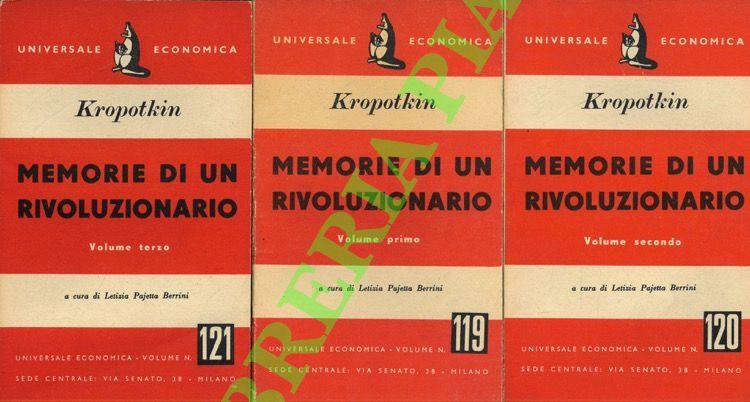 UNIVERSALE ECONOMICA
Kropotkin
MEMORIE DI UN
RIVOLUZIONARIO
Volume terzo
a cura di Letizia Pajetta Berrini
UNIVERSALE ECONOMICA - VOLUME N. 121
SEDE CENTRALE: VIA SENATO, 38 - MILANO
UNIVERSALE ECONOMICA
Kropotkin
MEMORIE DI UN
RIVOLUZIONARIO
Volume primo
a cura di Letizia Pajetta Berrini
UNIVERSALE ECONOMICA - VOLUME N. 119
SEDE CENTRALE: VIA SENATO, 38 - MILANO
UNIVERSALE ECONOMICA
Kropotkin
MEMORIE DI UN
RIVOLUZIONARIO
Volume secondo
a cura di Letizia Pajetta Berrini
UNIVERSALE ECONOMICA - VOLUME N. 120
SEDE CENTRALE: VIA SENATO, 38 - MILANO